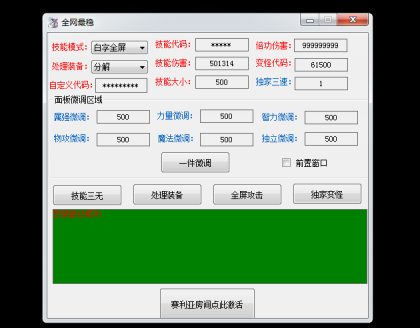 全网最稳
技能模式: 白字全屏 技能代码: ***** 倍功伤害: 999999999
处理装备: 分解 技能伤害: 501314 变怪代码: 61500
自定义代码: ********* 技能大小: 500 独家三速: 1
面板微调区域
属强微调: 500 力量微调: 500 智力微调: 500
物攻微调: 500 魔法微调: 500 独立微调: 500
一件微调 前置窗口
技能三无 处理装备 全屏攻击 独家变怪
赛利亚房间点此激活